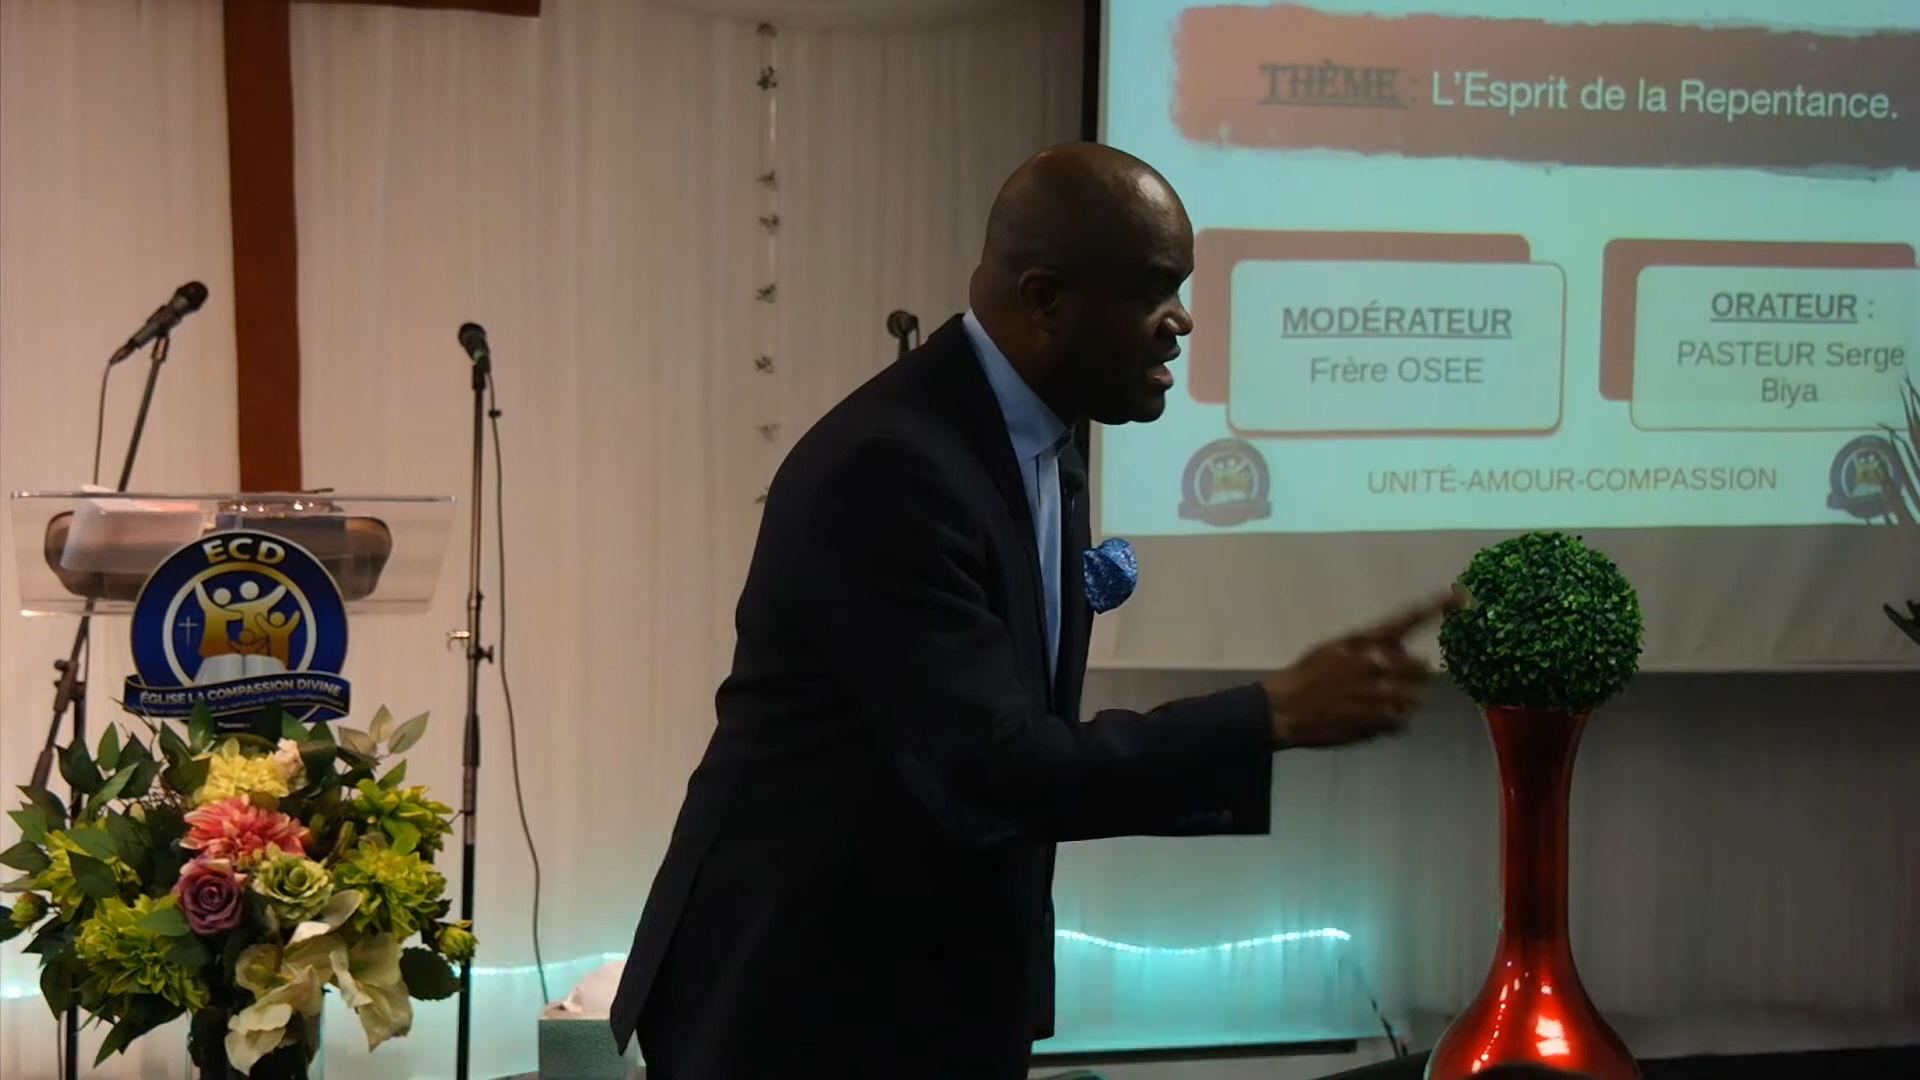 THÈME : L'Esprit de la Repentance.
MODÉRATEUR
Frère OSEE
ORATEUR :
PASTEUR Serge
Biya
UNITÉ-AMOUR-COMPASSION
ECD
ÉGLISE LA COMPASSION DIVINE